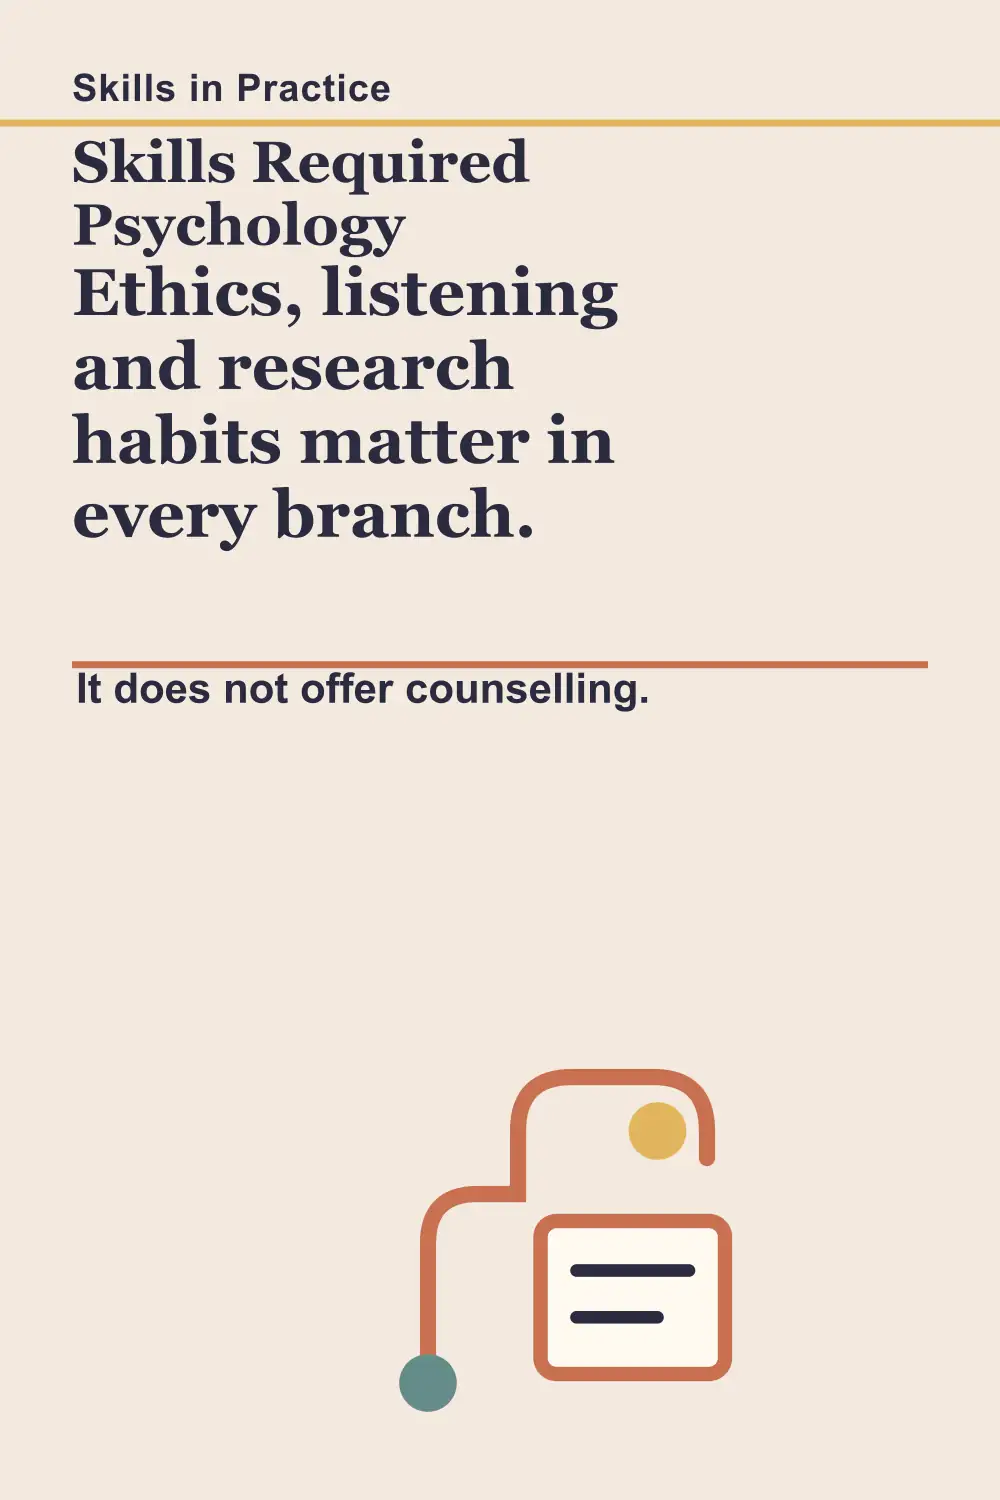 Skills in Practice
Skills Required
Psychology
Ethics, listening
and research
habits matter in
every branch.
It does not offer counselling.